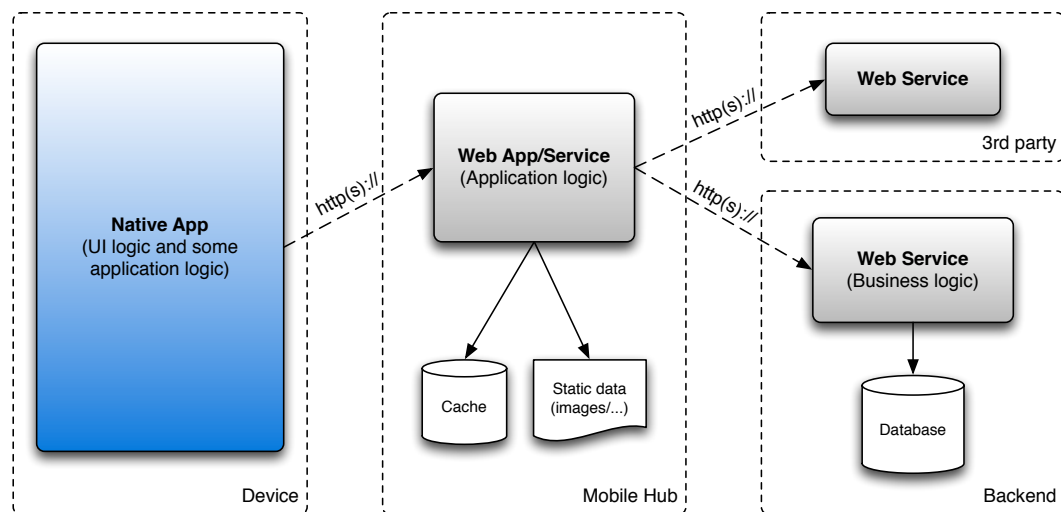 Native App
(UI logic and some
application logic)
Device
http(s)://
Web App/Service
(Application logic)
Cache
Static data
(images/...)
Mobile Hub
http(s)://
http(s)://
Web Service
3rd party
Web Service
(Business logic)
Database
Backend